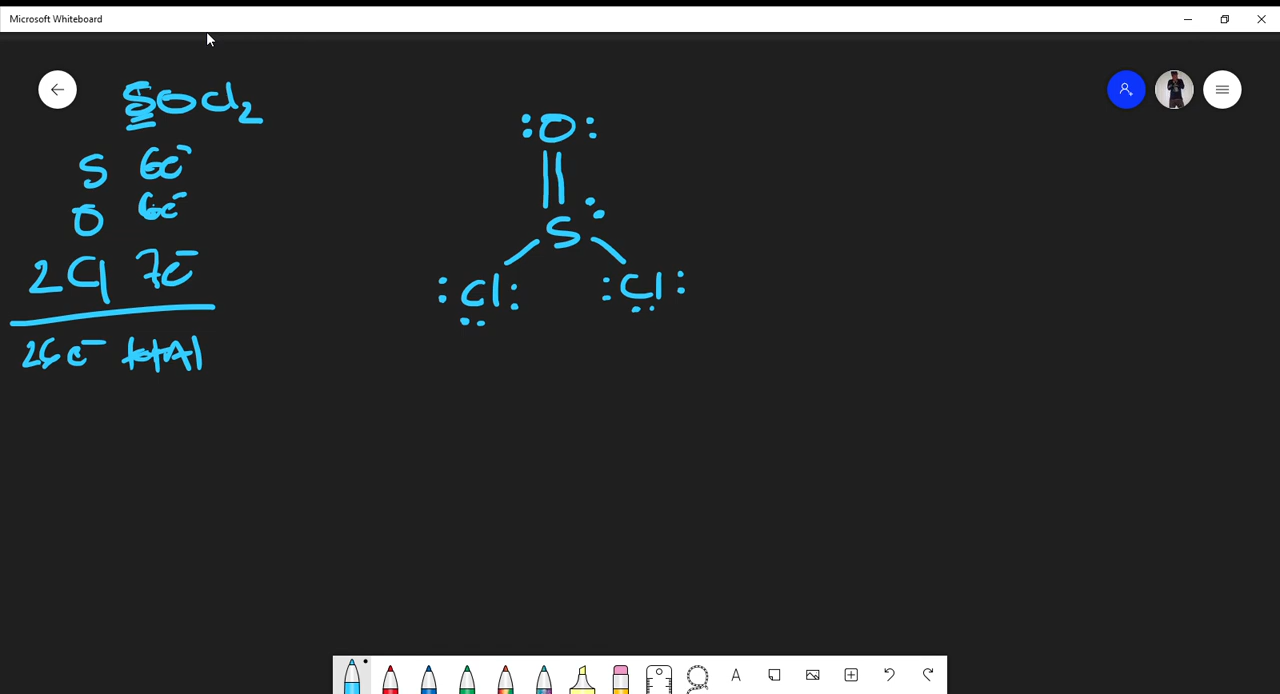 Microsoft Whiteboard
SOCl2
S 6e-
O 6e-
2Cl 7e-
26e- total
:O:
S:
:Cl: :Cl:
A